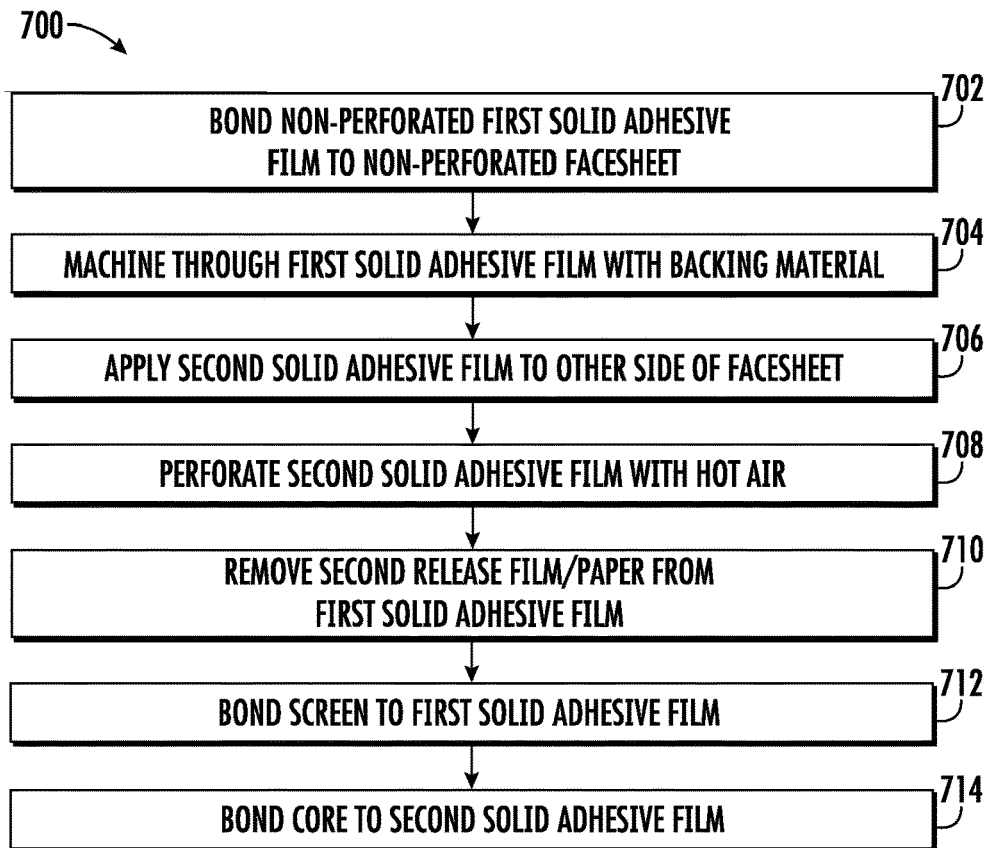 700
702
BOND NON-PERFORATED FIRST SOLID ADHESIVE
FILM TO NON-PERFORATED FACESHEET
704
MACHINE THROUGH FIRST SOLID ADHESIVE FILM WITH BACKING MATERIAL
706
APPLY SECOND SOLID ADHESIVE FILM TO OTHER SIDE OF FACESHEET
708
PERFORATE SECOND SOLID ADHESIVE FILM WITH HOT AIR
710
REMOVE SECOND RELEASE FILM/PAPER FROM
FIRST SOLID ADHESIVE FILM
712
BOND SCREEN TO FIRST SOLID ADHESIVE FILM
714
BOND CORE TO SECOND SOLID ADHESIVE FILM